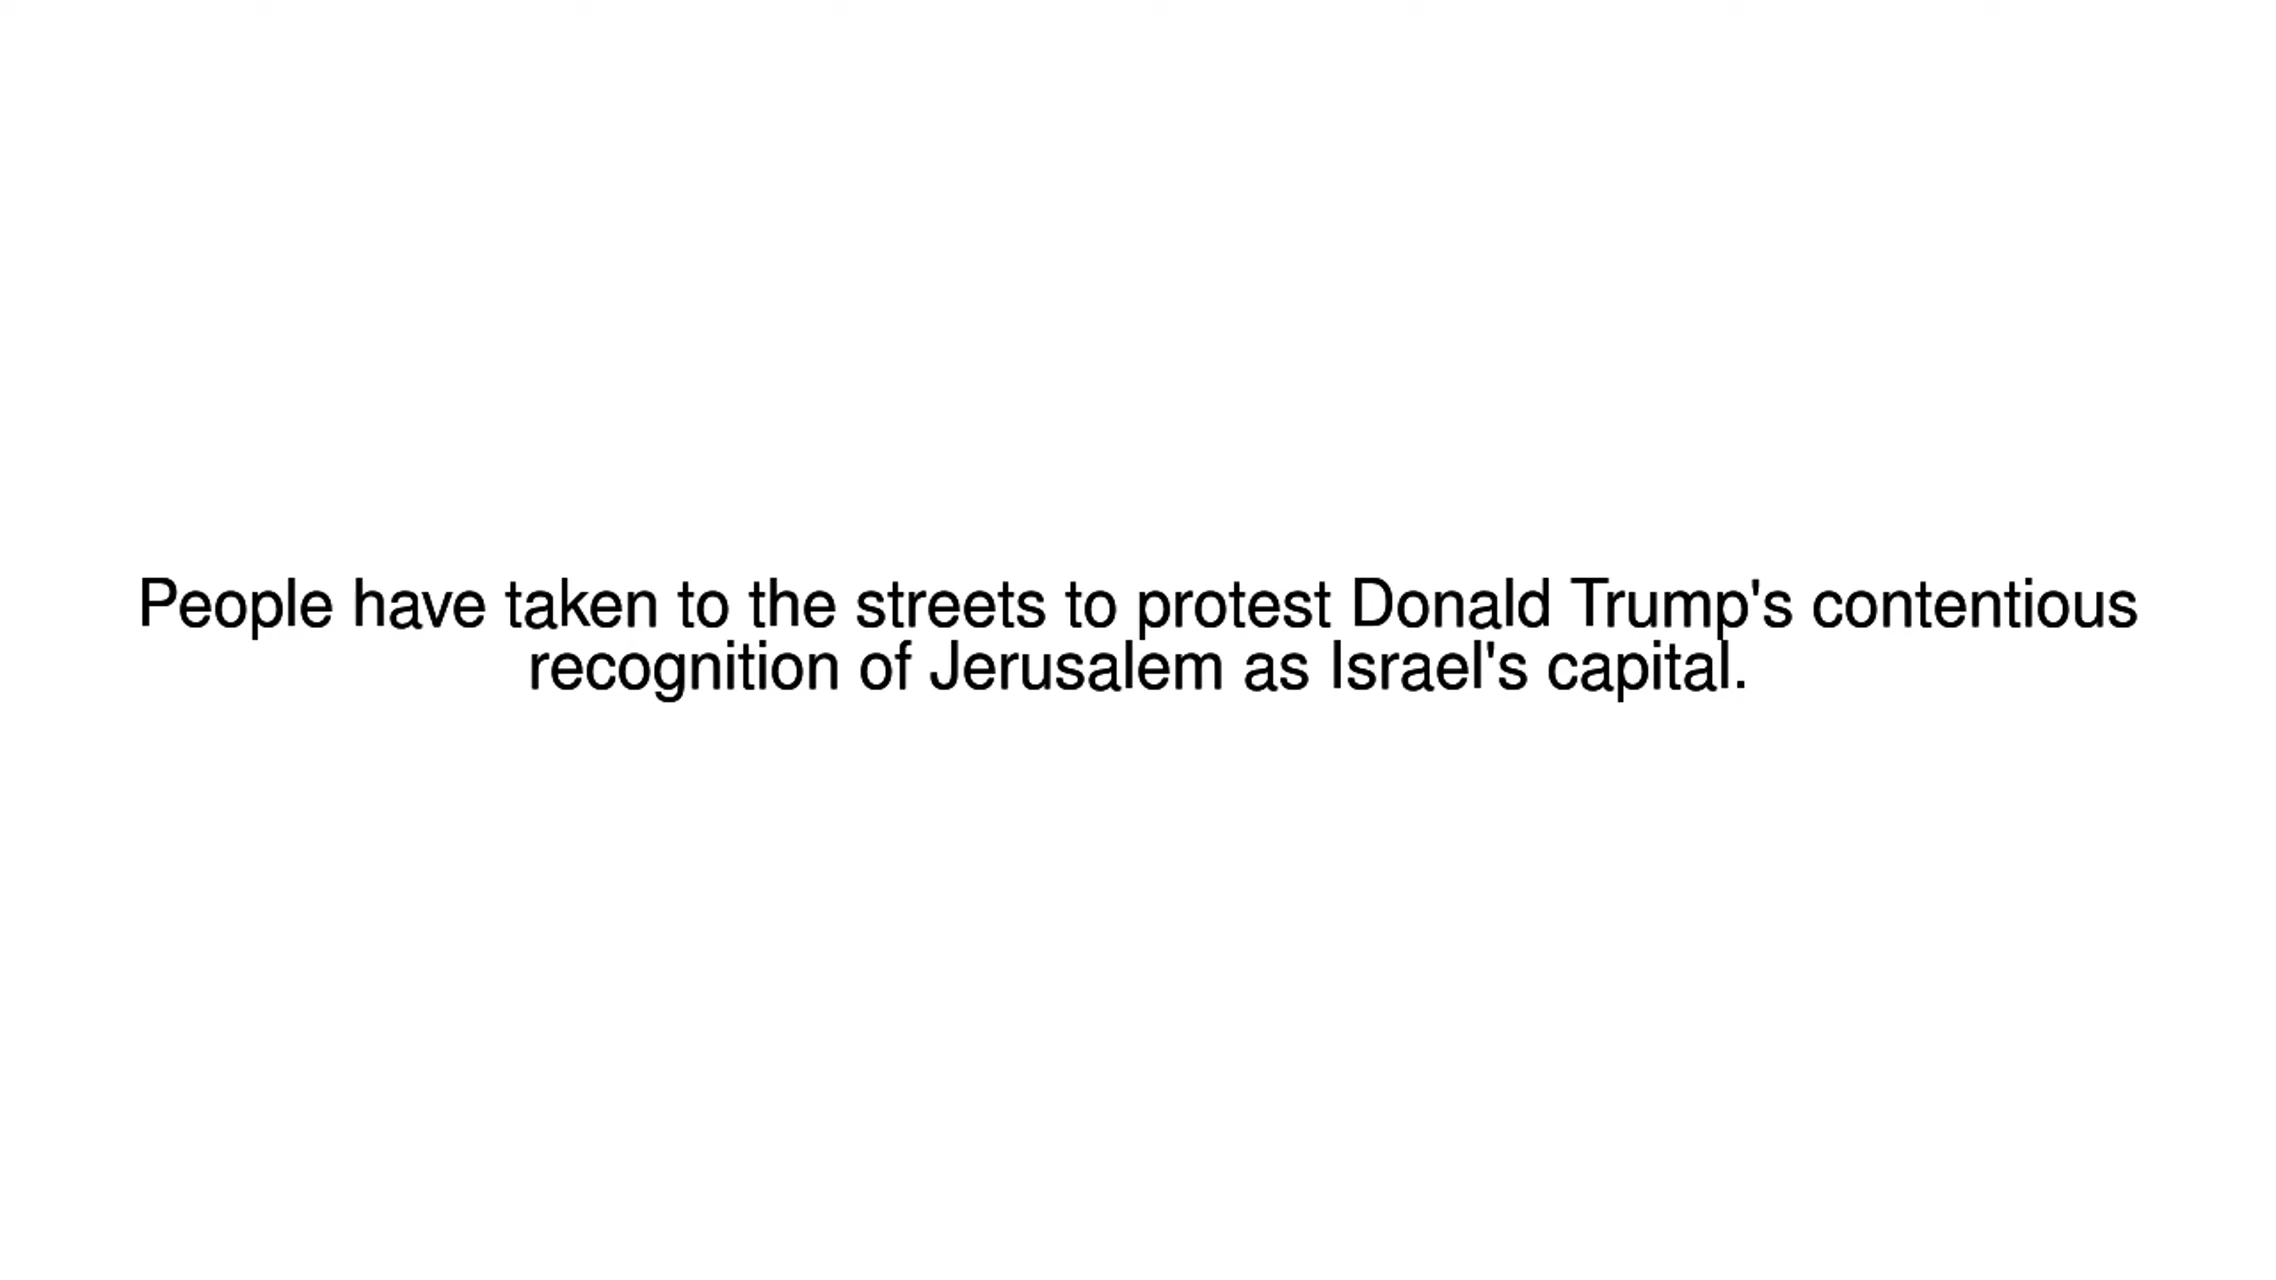 People have taken to the streets to protest Donald Trump's contentious
recognition of Jerusalem as Israel's capital.